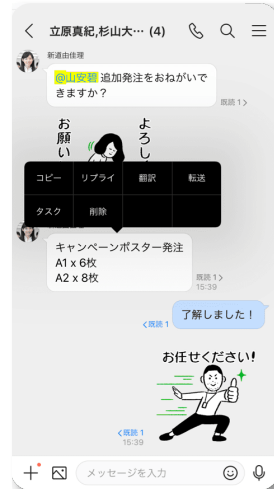 立原真紀,杉山大… (4)
新道由佳理
@山安碧 追加発注をおねがいで
きますか？
既読 1
お願い
よろし
コピー
リプライ
翻訳
転送
タスク
削除
キャンペーンポスター発注
A1 x 6枚
A2 x 8枚
既読 1
15:39
了解しました！
既読 1
お任せください!
既読 1
15:39
メッセージを入力